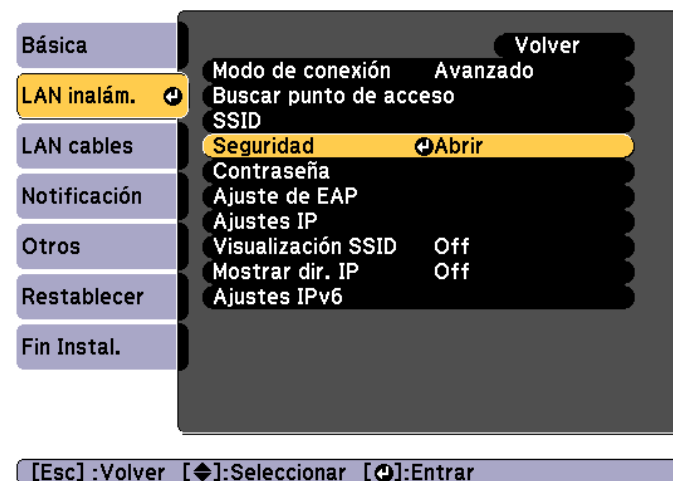 Básica
LAN inalám.
LAN cables
Notificación
Otros
Restablecer
Fin Instal.
Volver
Modo de conexión Avanzado
Buscar punto de acceso
SSID
Seguridad Abrir
Contraseña
Ajuste de EAP
Ajustes IP
Visualización SSID Off
Mostrar dir. IP Off
Ajustes IPv6
[Esc] :Volver [◆]:Seleccionar [↵]:Entrar